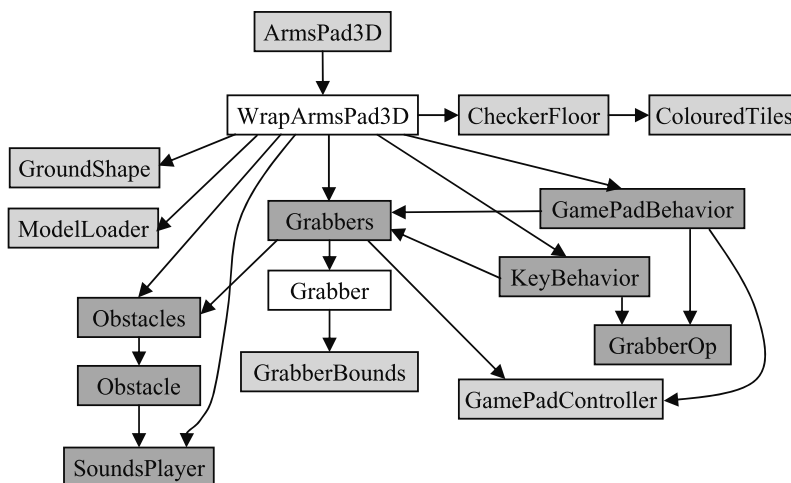 ArmsPad3D
WrapArmsPad3D
CheckerFloor
ColouredTiles
GroundShape
GamePadBehavior
ModelLoader
Grabbers
KeyBehavior
Grabber
Obstacles
GrabberOp
GrabberBounds
Obstacle
GamePadController
SoundsPlayer